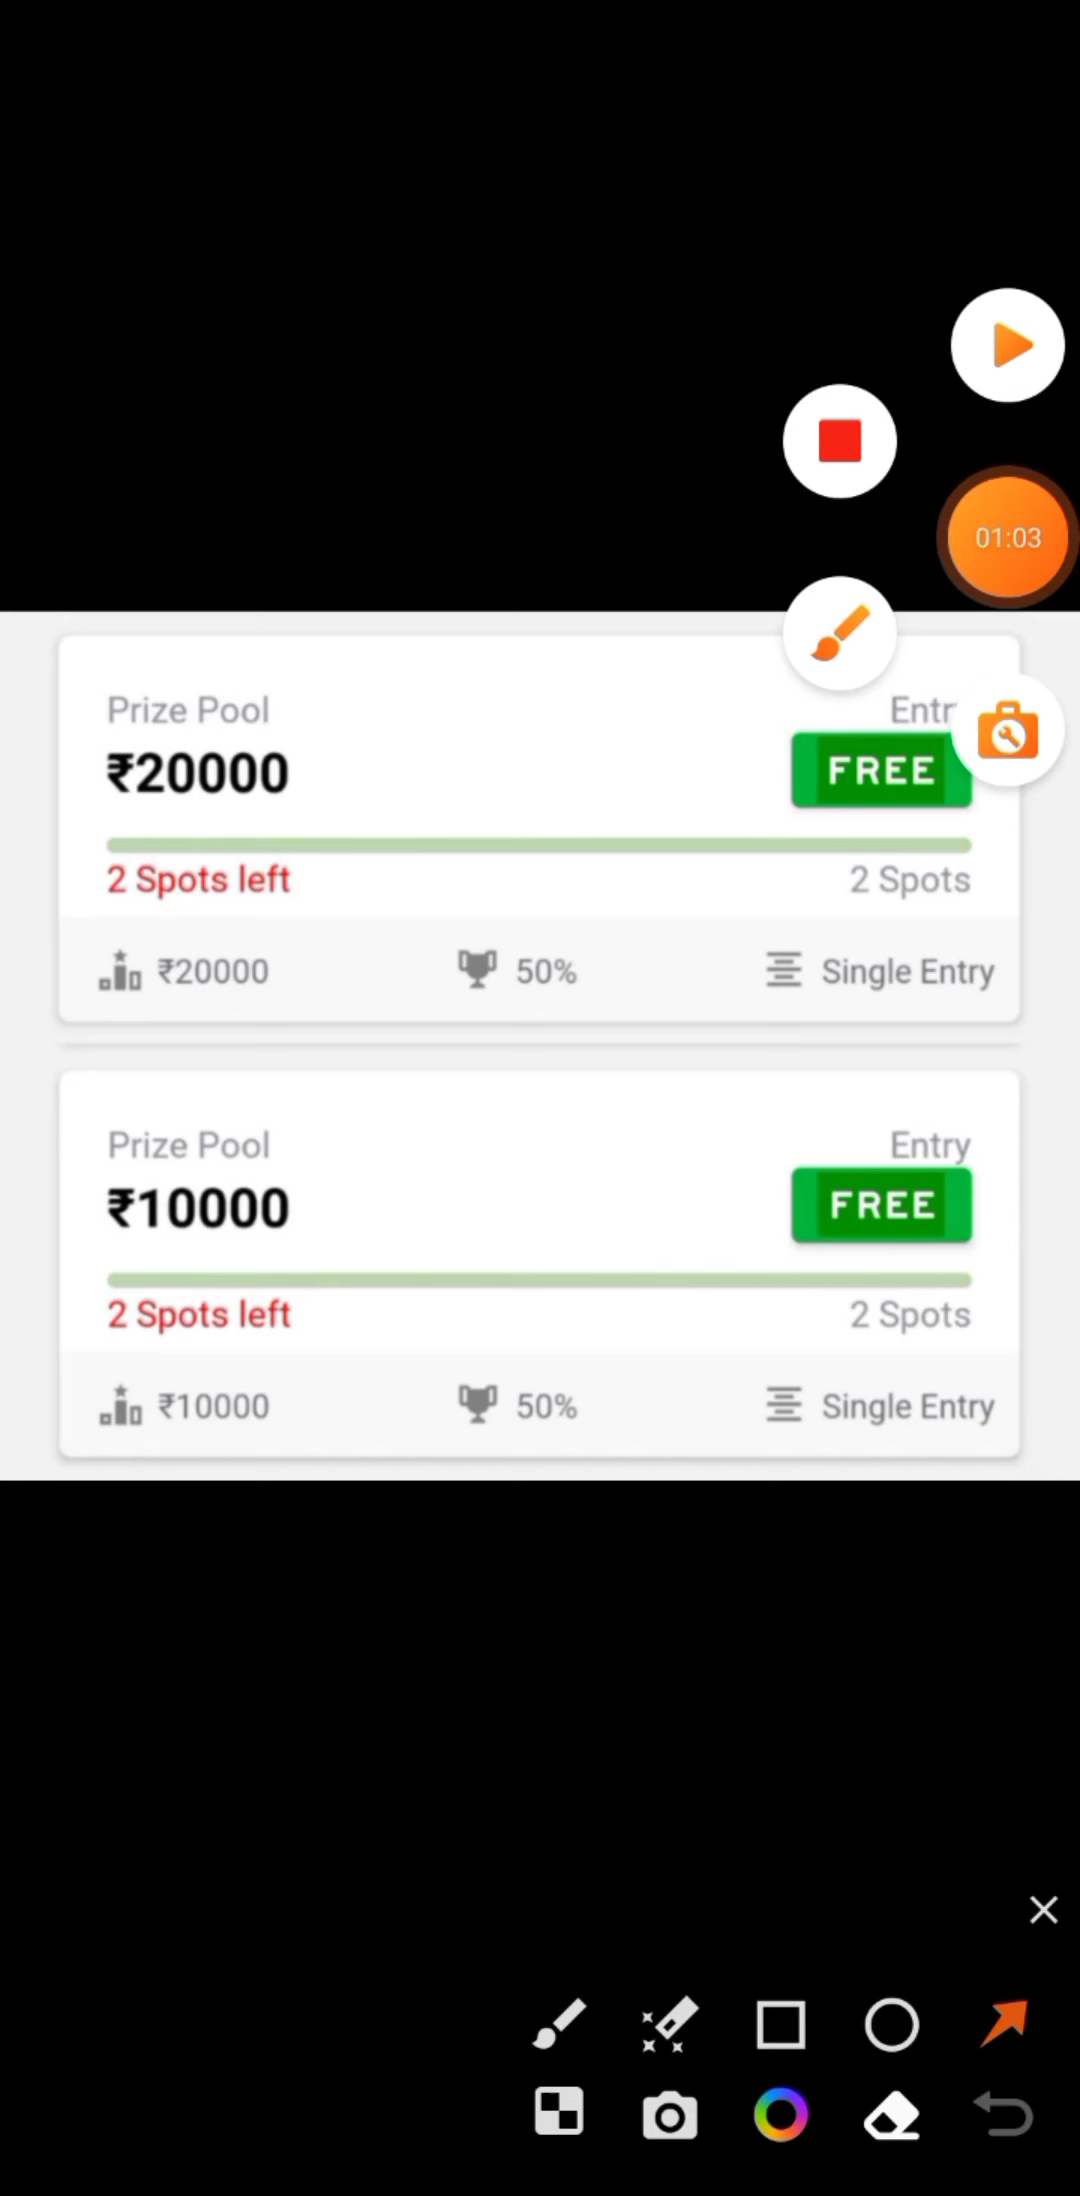 01:03
Prize Pool
₹20000
FREE
2 Spots left
2 Spots
₹20000
50%
Single Entry
Prize Pool
Entry
₹10000
FREE
2 Spots left
2 Spots
₹10000
50%
Single Entry